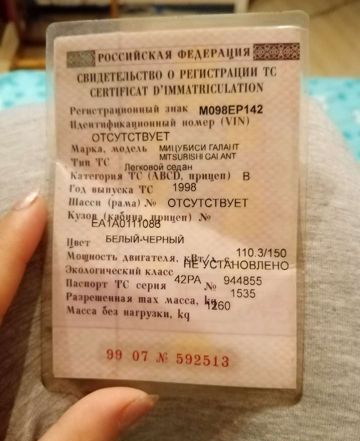 РОССИЙСКАЯ ФЕДЕРАЦИЯ
СВИДЕТЕЛЬСТВО О РЕГИСТРАЦИИ ТС
CERTIFICAT D'IMMATRICULATION
Регистрационный знак М098ЕР142
Идентификационный номер (VIN)
ОТСУТСТВУЕТ
Марка, модель МИЦУБИСИ ГАЛАНТ
MITSUBISHI GALANT
Тип ТС Легковой седан
Категория ТС (ABCD, прицеп) B
Год выпуска ТС 1998
Шасси (рама) № ОТСУТСТВУЕТ
Кузов (кабина, прицеп) №
EA1A0111086
Цвет БЕЛЫЙ-ЧЕРНЫЙ
Мощность двигателя, кВт/л.с. 110.3/150
Экологический класс НЕ УСТАНОВЛЕНО
Паспорт ТС серия 42РА № 944855
Разрешенная max масса, kg 1535
Масса без нагрузки, kg 1260
99 07 № 592513